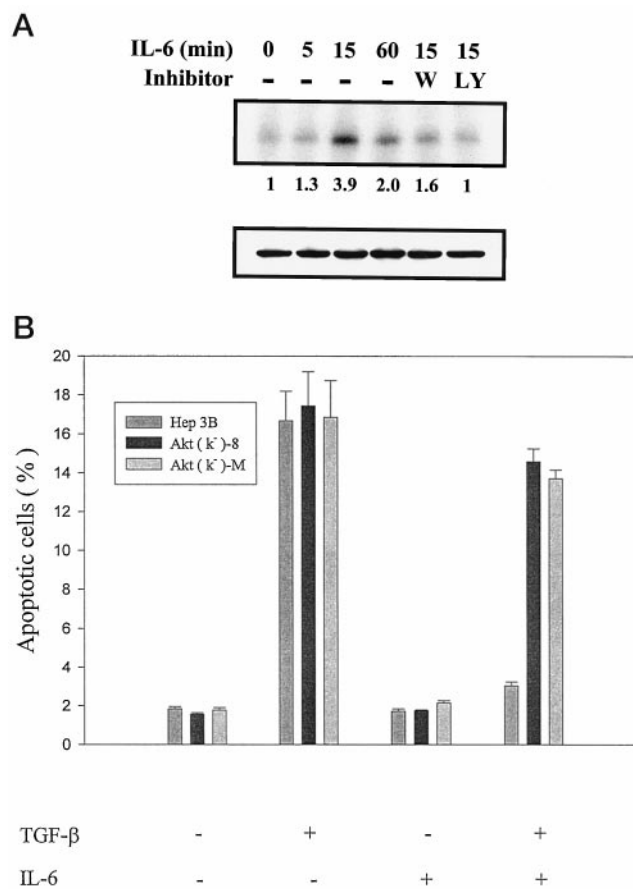 A
IL-6 (min) 0 5 15 60 15 15
Inhibitor - - - - W LY
1 1.3 3.9 2.0 1.6 1
B
20
18
16
14
12
10
8
6
4
2
0
Apoptotic cells ( % )
Hep 3B
Akt ( k⁻)-8
Akt ( k⁻)-M
TGF-β - + - +
IL-6 - - + +